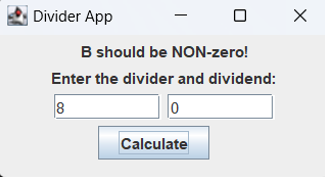 Divider App
B should be NON-zero!
Enter the divider and dividend:
8 0
Calculate